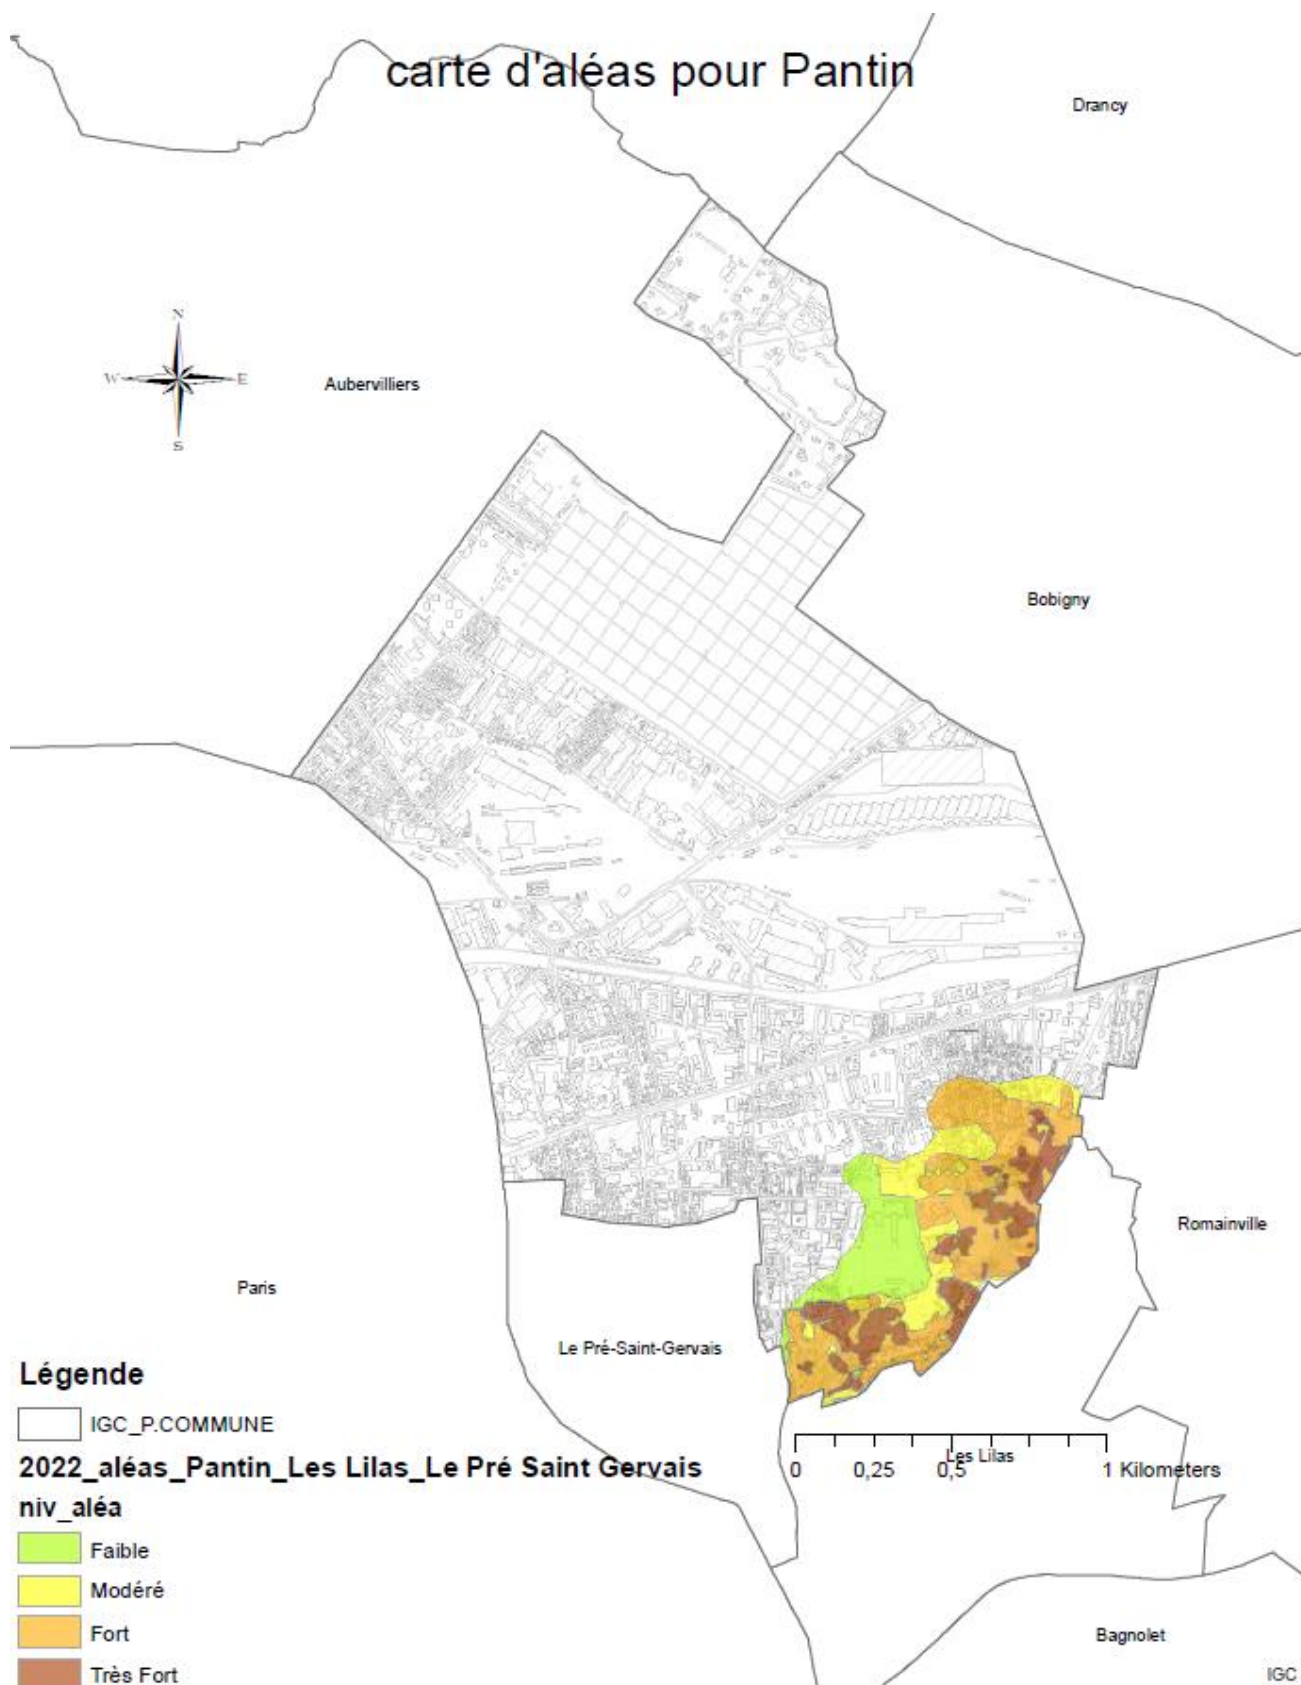 carte d'aléas pour Pantin
Drancy
N
W
E
S
Aubervilliers
Bobigny
Romainville
Paris
Le Pré-Saint-Gervais
Légende
IGC_P.COMMUNE
2022_aléas_Pantin_Les Lilas_Le Pré Saint Gervais
niv_aléa
Faible
Modéré
Fort
Très Fort
Les Lilas
0 0,25 0,5 1 Kilometers
Bagnolet
IGC